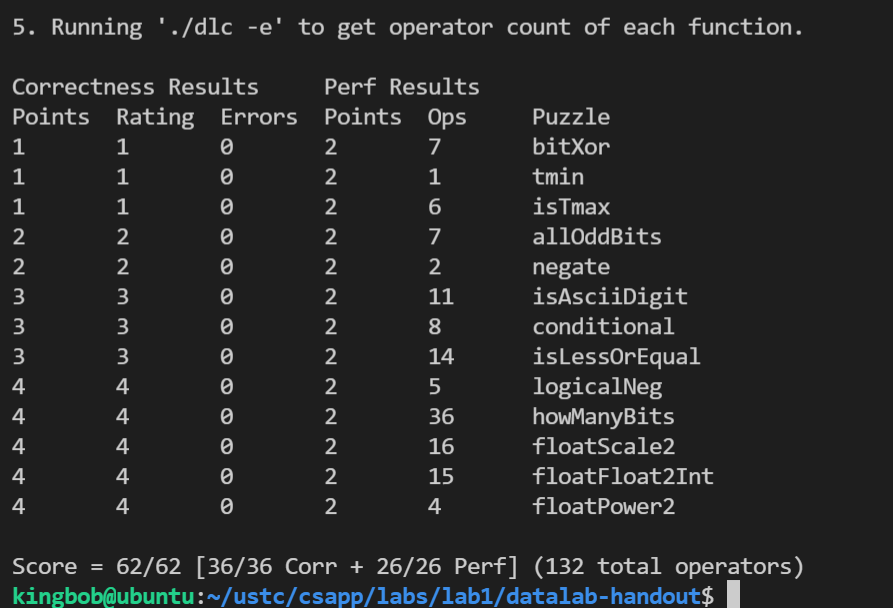 5. Running './dlc -e' to get operator count of each function.
Correctness Results Perf Results
Points Rating Errors Points Ops Puzzle
1 1 0 2 7 bitXor
1 1 0 2 1 tmin
1 1 0 2 6 isTmax
2 2 0 2 7 allOddBits
2 2 0 2 2 negate
3 3 0 2 11 isAsciiDigit
3 3 0 2 8 conditional
3 3 0 2 14 isLessOrEqual
4 4 0 2 5 logicalNeg
4 4 0 2 36 howManyBits
4 4 0 2 16 floatScale2
4 4 0 2 15 floatFloat2Int
4 4 0 2 4 floatPower2
Score = 62/62 [36/36 Corr + 26/26 Perf] (132 total operators)
kingbob@ubuntu:~/ustc/csapp/labs/lab1/datalab-handout$